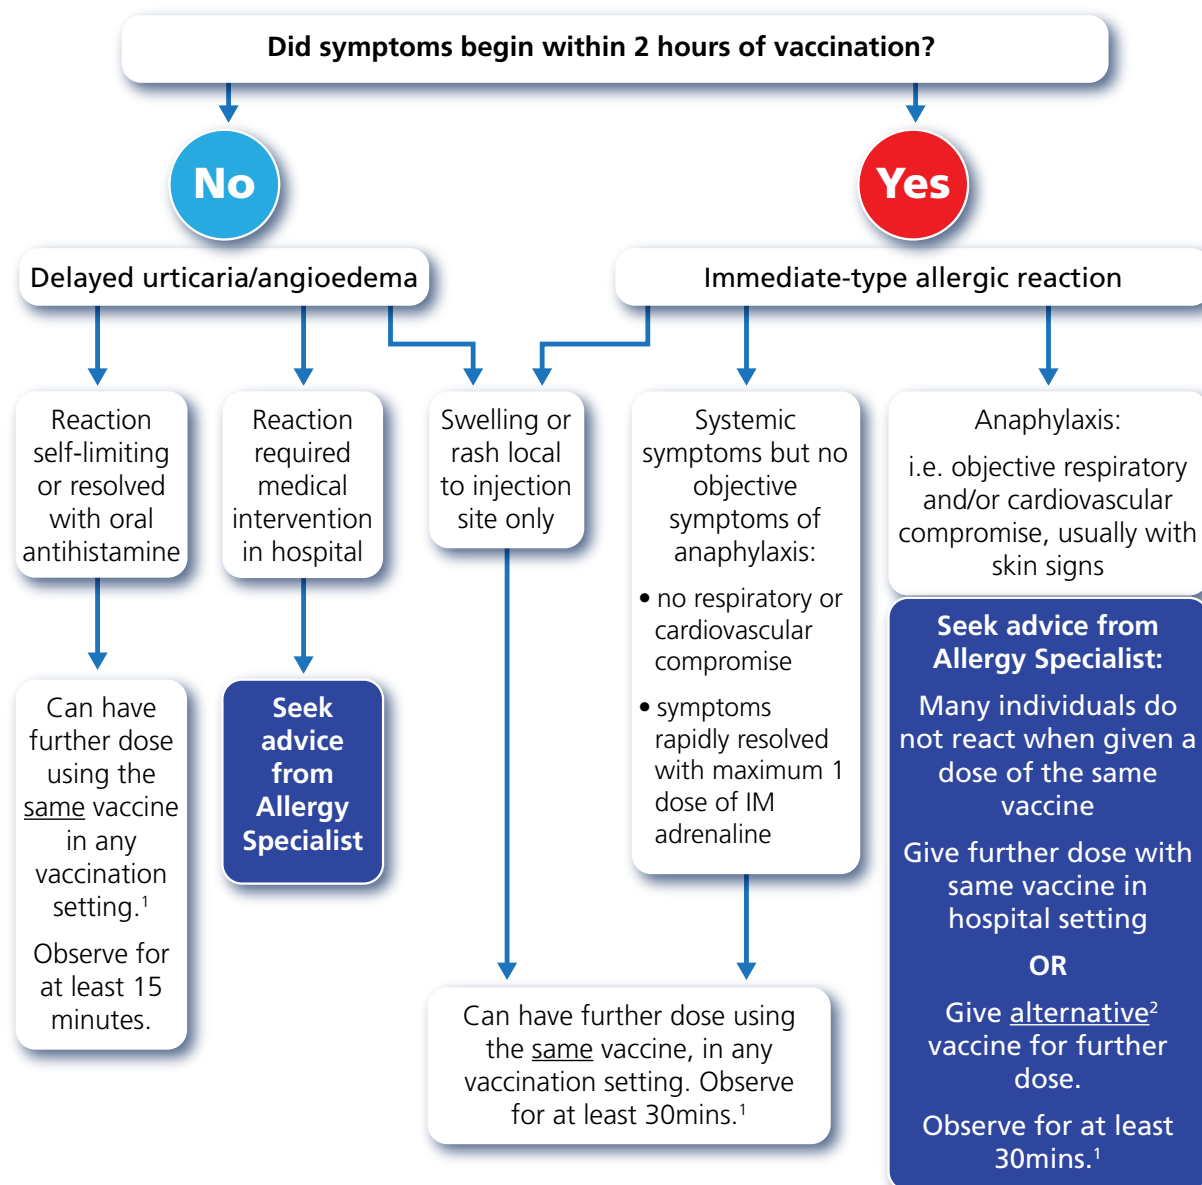 Did symptoms begin within 2 hours of vaccination?
No
Yes
Delayed urticaria/angioedema
Immediate-type allergic reaction
Reaction
self-limiting
or resolved
with oral
antihistamine
Reaction
required
medical
intervention
in hospital
Swelling or
rash local
to injection
site only
Systemic
symptoms but no
objective
symptoms of
anaphylaxis:
• no respiratory or
cardiovascular
compromise
• symptoms
rapidly resolved
with maximum 1
dose of IM
adrenaline
Anaphylaxis:
i.e. objective respiratory
and/or cardiovascular
compromise, usually with
skin signs
Can have
further dose
using the
same vaccine
in any
vaccination
setting.¹
Observe for
at least 15
minutes.
Seek
advice
from
Allergy
Specialist
Can have further dose using
the same vaccine, in any
vaccination setting. Observe
for at least 30mins.¹
Seek advice from
Allergy Specialist:
Many individuals do
not react when given a
dose of the same
vaccine
Give further dose with
same vaccine in
hospital setting
OR
Give alternative²
vaccine for further
dose.
Observe for at least
30mins.¹